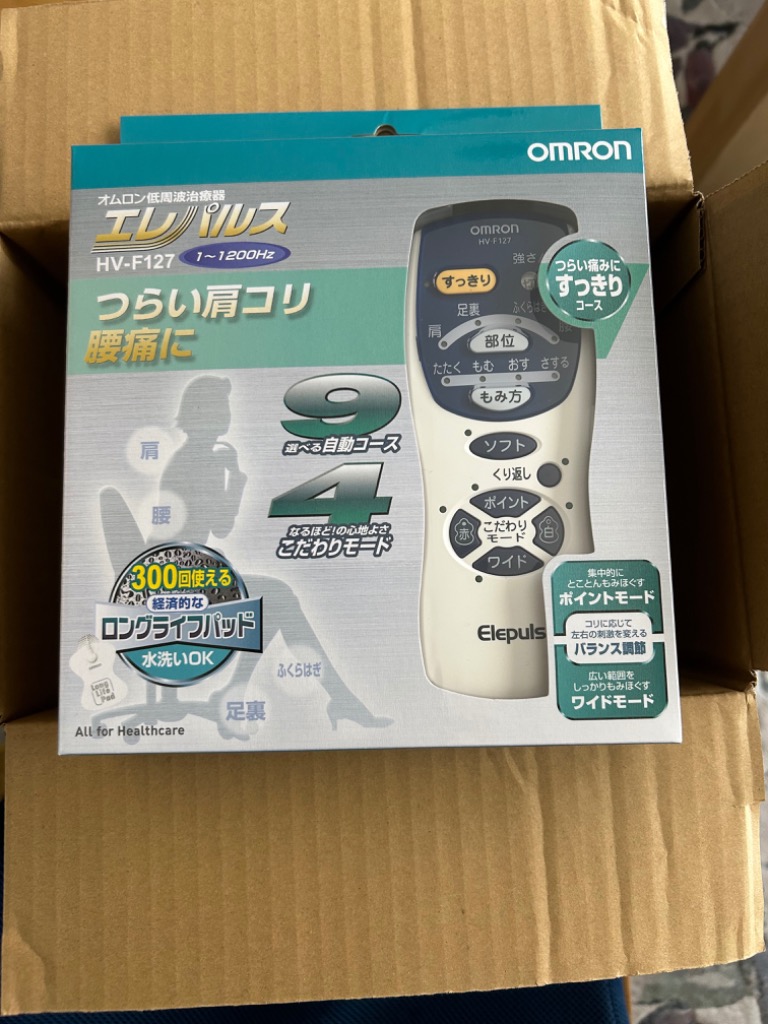 OMRON
オムロン低周波治療器
エレパルス
HV-F127 1~1200Hz
つらい肩コリ
腰痛に
OMRON
HV-F127
強さ
すっきり
つらい痛みに
すっきり
コース
足裏
ふくらはぎ
肩
部位
たたく もむ おす さする
もみ方
9
選べる自動コース
4
なるほど!の心地よさ
こだわりモード
ソフト
くり返し
ポイント
赤
こだわり
モード
白
ワイド
Elepuls
肩
腰
300回使える
経済的な
ロングライフパッド
水洗いOK
Long
Life
Pad
ふくらはぎ
足裏
集中的に
とことんもみほぐす
ポイントモード
コリに応じて
左右の刺激を変える
バランス調節
広い範囲を
しっかりもみほぐす
ワイドモード
All for Healthcare